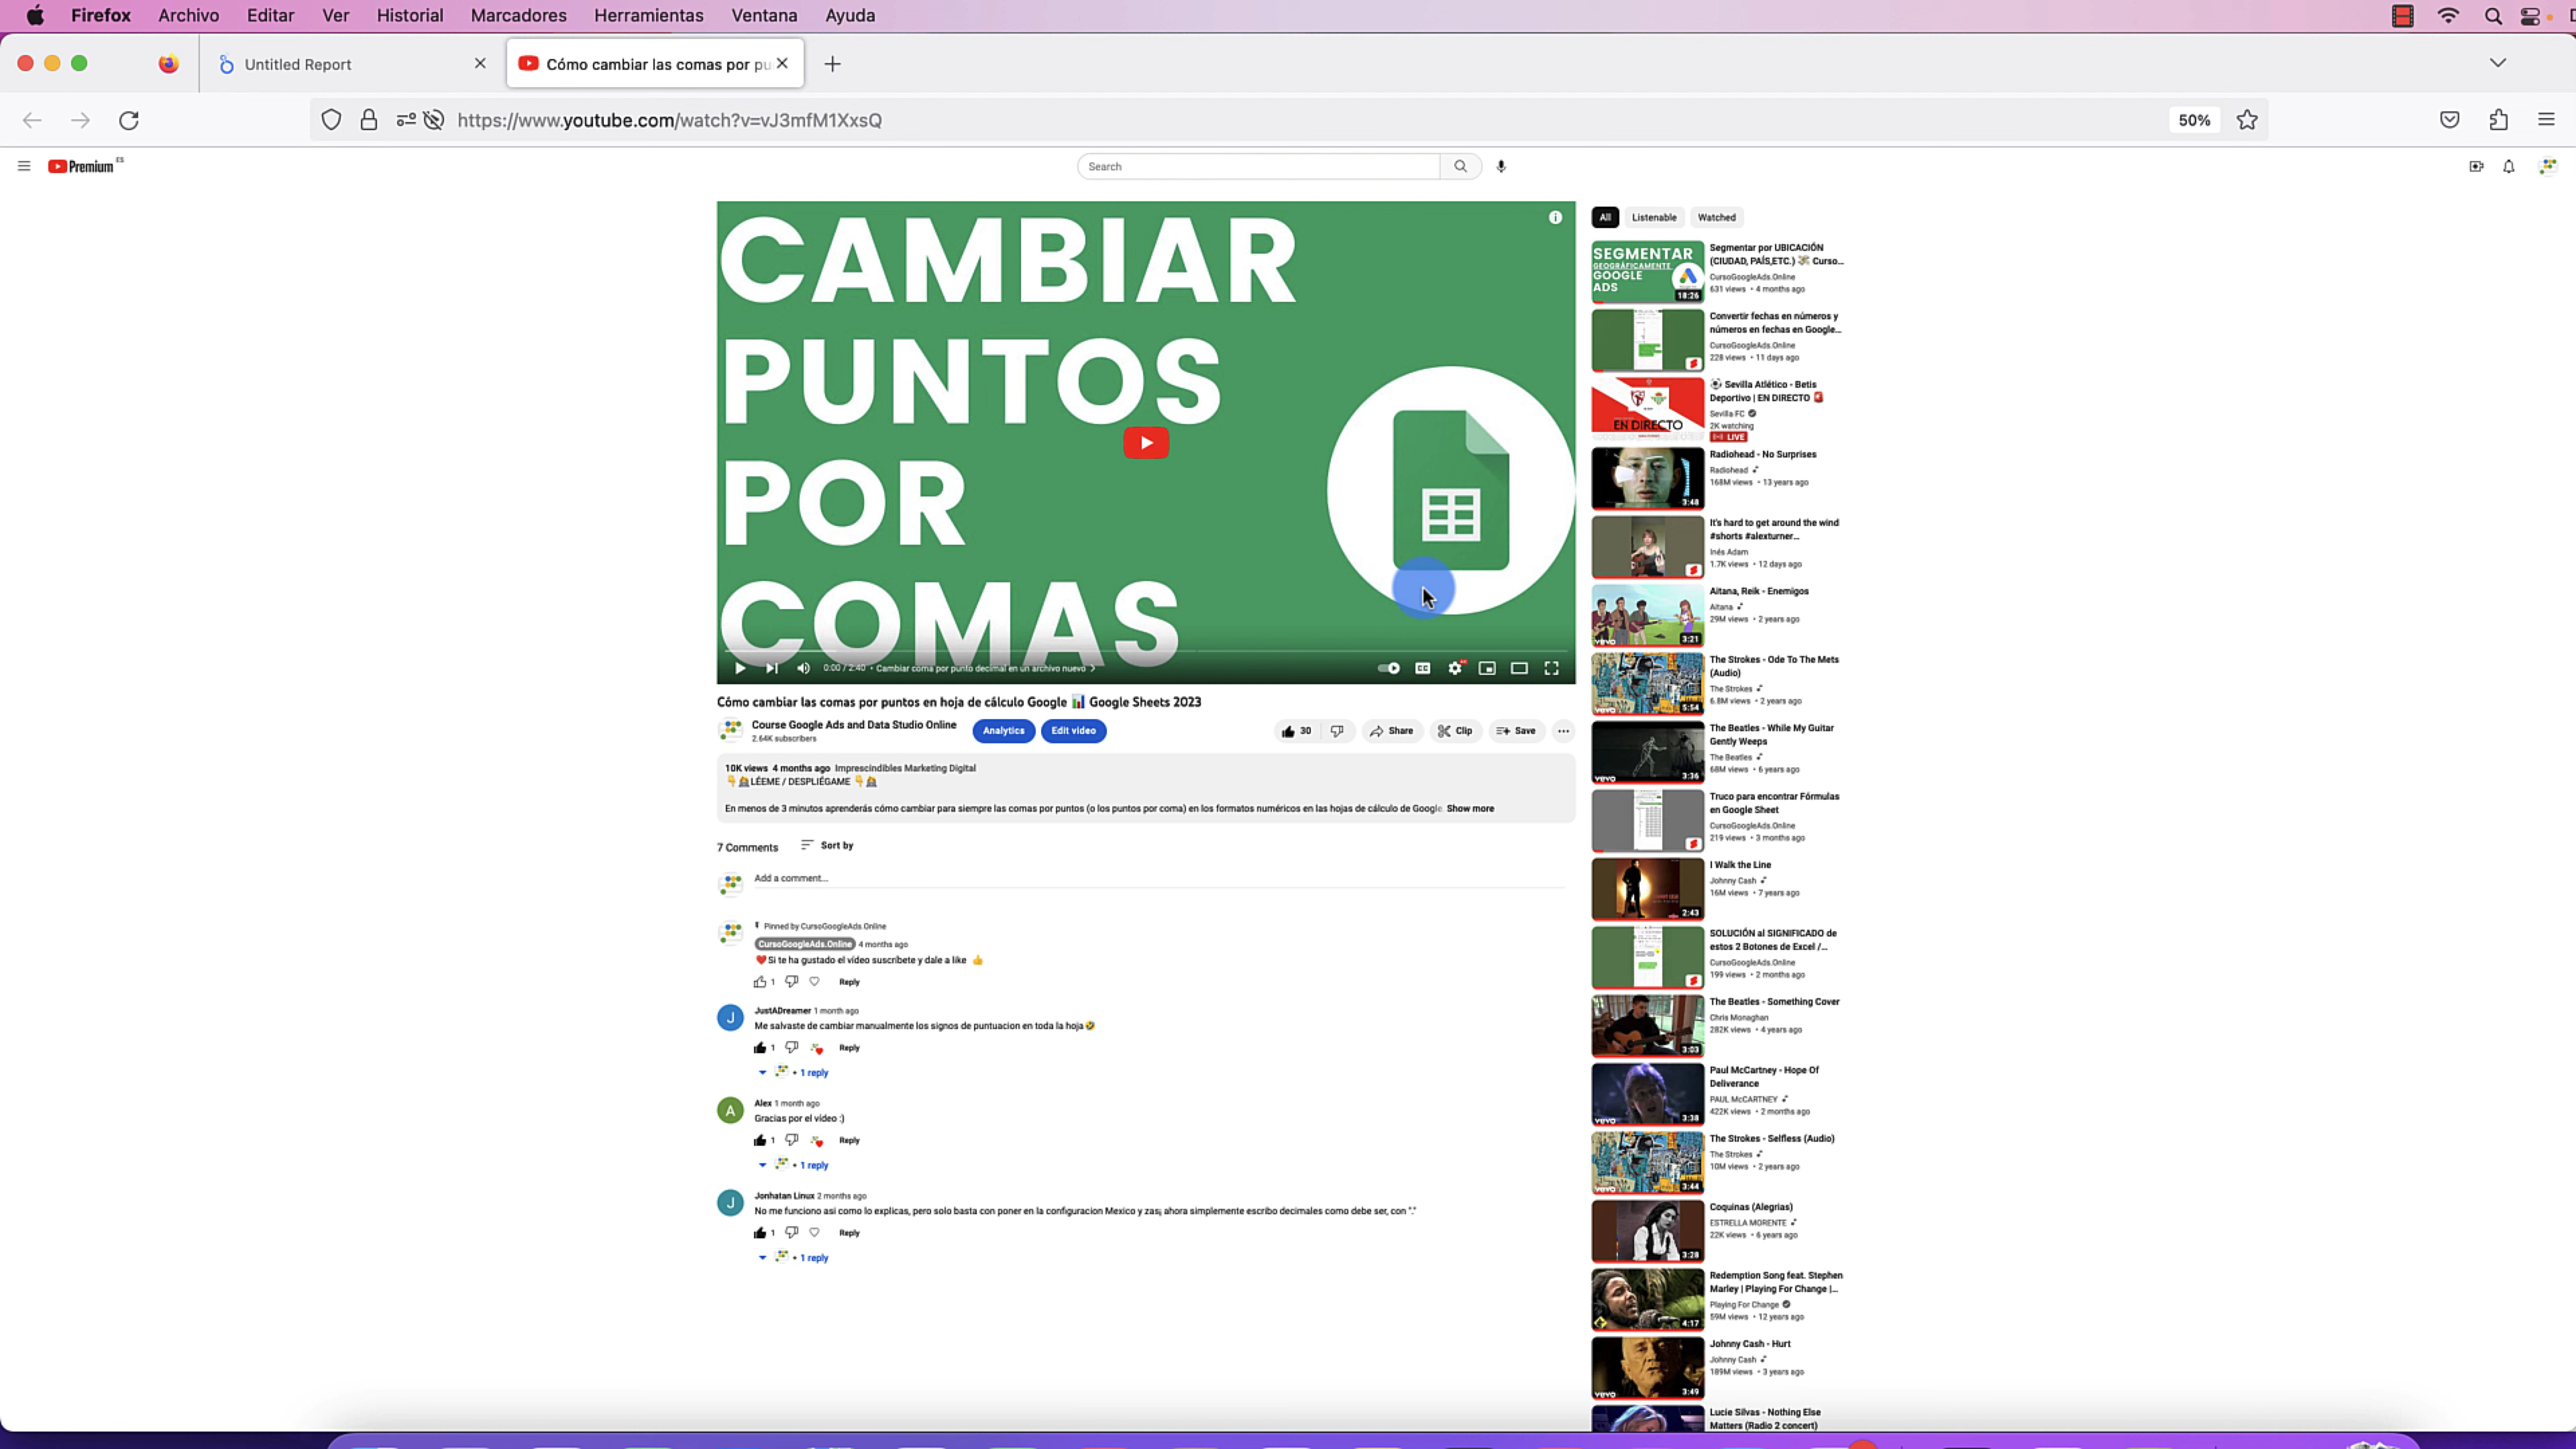 Firefox Archivo Editar Ver Historial Marcadores Herramientas Ventana Ayuda
Untitled Report
Cómo cambiar las comas por pu
https://www.youtube.com/watch?v=vJ3mfM1XxsQ
50%
Premium ES
Search
CAMBIAR
PUNTOS
POR
COMAS
0:00 / 2:40 • Cambiar coma por punto decimal en un archivo nuevo
Cómo cambiar las comas por puntos en hoja de cálculo Google 📊 Google Sheets 2023
Course Google Ads and Data Studio Online
2.64K subscribers
Analytics
Edit video
30
Share
Clip
Save
10K views 4 months ago Imprescindibles Marketing Digital
LÉEME / DESPLIÉGAME
En menos de 3 minutos aprenderás cómo cambiar para siempre las comas por puntos (o los puntos por coma) en los formatos numéricos en las hojas de cálculo de Google. Show more
7 Comments
Sort by
Add a comment...
Pinned by CursoGoogleAds.Online
CursoGoogleAds.Online 4 months ago
❤️Si te ha gustado el vídeo suscríbete y dale a like 👍
1 Reply
J
JustADreamer 1 month ago
Me salvaste de cambiar manualmente los signos de puntuacion en toda la hoja🤣
1 Reply
• 1 reply
A
Alex 1 month ago
Gracias por el vídeo :)
1 Reply
• 1 reply
J
Jonhatan Linux 2 months ago
No me funciono asi como lo explicas, pero solo basta con poner en la configuracion Mexico y zas¡ ahora simplemente escribo decimales como debe ser, con "."
1 Reply
• 1 reply
All
Listenable
Watched
SEGMENTAR
GEOGRÁFICAMENTE
GOOGLE
ADS
18:26
Segmentar por UBICACIÓN
(CIUDAD, PAÍS,ETC.) 💸 Curso...
CursoGoogleAds.Online
631 views • 4 months ago
Convertir fechas en números y
números en fechas en Google...
CursoGoogleAds.Online
228 views • 11 days ago
EN DIRECTO
⚽ Sevilla Atlético - Betis
Deportivo | EN DIRECTO 🚨
Sevilla FC
2K watching
LIVE
3:48
Radiohead - No Surprises
Radiohead
168M views • 13 years ago
It's hard to get around the wind
#shorts #alexturner...
Inés Adam
1.7K views • 12 days ago
vevo
3:21
Aitana, Reik - Enemigos
Aitana
29M views • 2 years ago
5:54
The Strokes - Ode To The Mets
(Audio)
The Strokes
6.8M views • 2 years ago
vevo
3:36
The Beatles - While My Guitar
Gently Weeps
The Beatles
68M views • 6 years ago
Truco para encontrar Fórmulas
en Google Sheet
CursoGoogleAds.Online
219 views • 3 months ago
2:43
I Walk the Line
Johnny Cash
16M views • 7 years ago
SOLUCIÓN al SIGNIFICADO de
estos 2 Botones de Excel /...
CursoGoogleAds.Online
199 views • 2 months ago
3:03
The Beatles - Something Cover
Chris Monaghan
282K views • 4 years ago
vevo
3:38
Paul McCartney - Hope Of
Deliverance
PAUL McCARTNEY
422K views • 2 months ago
vevo
3:44
The Strokes - Selfless (Audio)
The Strokes
10M views • 2 years ago
3:28
Coquinas (Alegrías)
ESTRELLA MORENTE
22K views • 6 years ago
4:17
Redemption Song feat. Stephen
Marley | Playing For Change |...
Playing For Change
59M views • 12 years ago
vevo
3:49
Johnny Cash - Hurt
Johnny Cash
189M views • 3 years ago
Lucie Silvas - Nothing Else
Matters (Radio 2 concert)